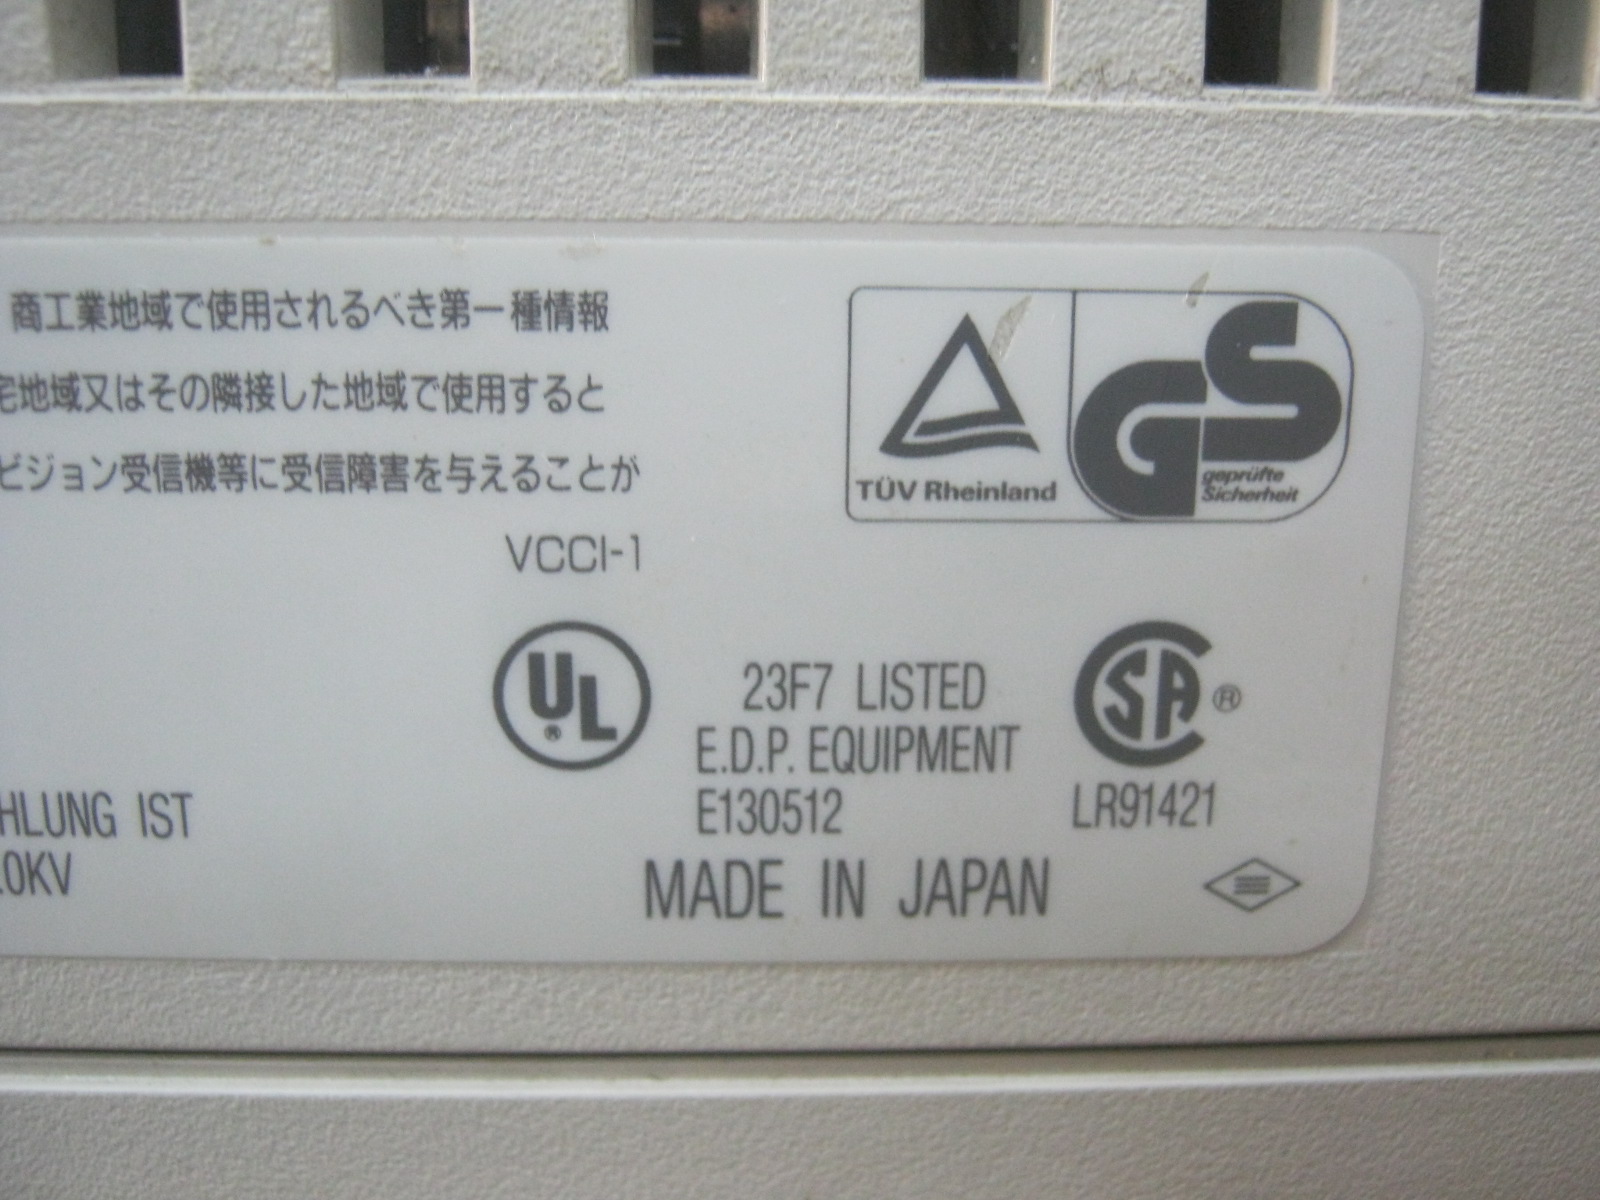 商工業地域で使用されるべき第一種情報
宅地域又はその隣接した地域で使用すると
ビジョン受信機等に受信障害を与えることが
VCCI-1
TÜV Rheinland
GS
geprüfte
Sicherheit
UL
®
23F7 LISTED
E.D.P. EQUIPMENT
E130512
SA ®
LR91421
HLUNG IST
.0KV
MADE IN JAPAN